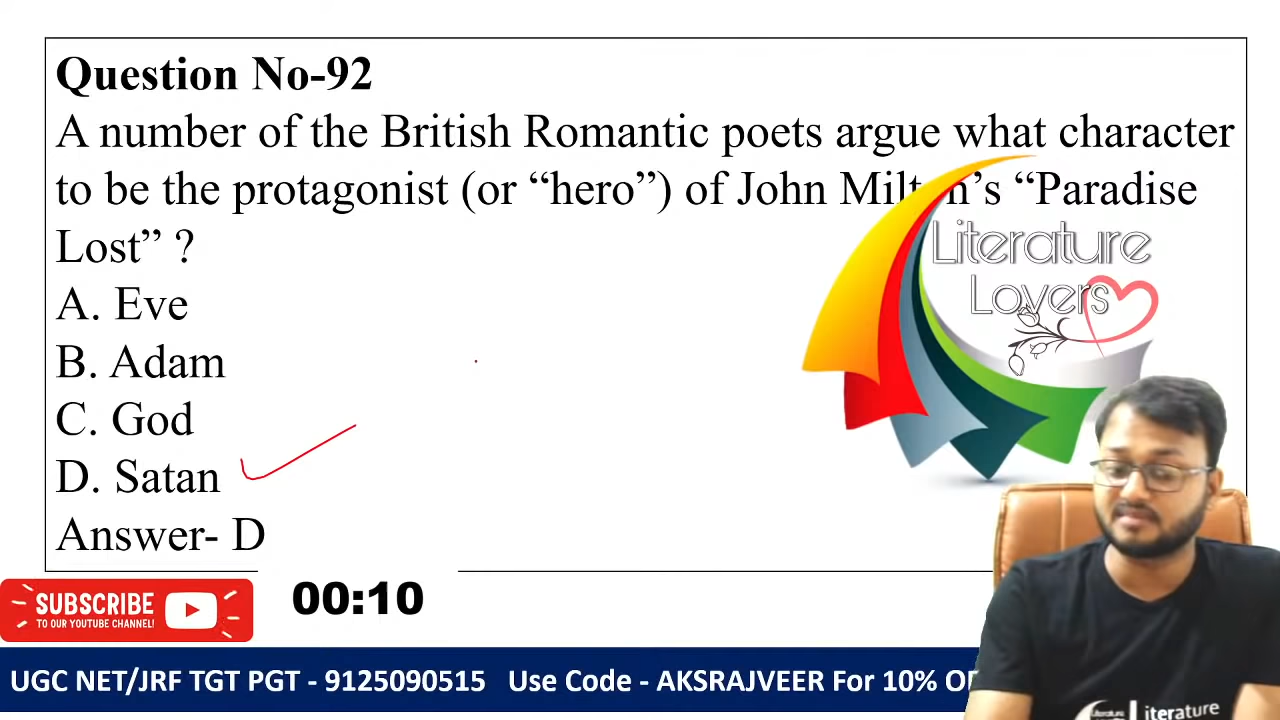 Question No-92
A number of the British Romantic poets argue what character
to be the protagonist (or “hero”) of John Milton’s “Paradise
Lost” ?
A. Eve
B. Adam
C. God
D. Satan
Answer- D
Literature
Lovers
SUBSCRIBE
TO OUR YOUTUBE CHANNEL!
00:10
UGC NET/JRF TGT PGT - 9125090515 Use Code - AKSRAJVEER For 10%
Literature